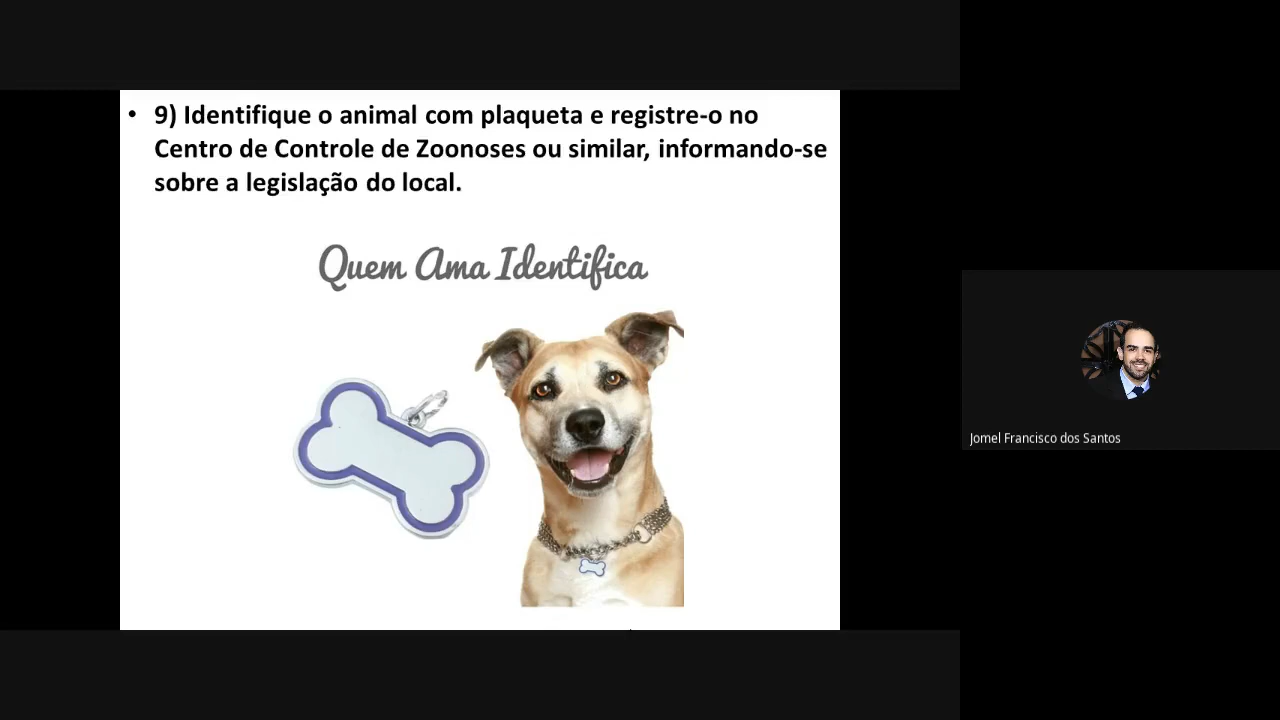 • 9) Identifique o animal com plaqueta e registre-o no
Centro de Controle de Zoonoses ou similar, informando-se
sobre a legislação do local.
Quem Ama Identifica
Jomel Francisco dos Santos